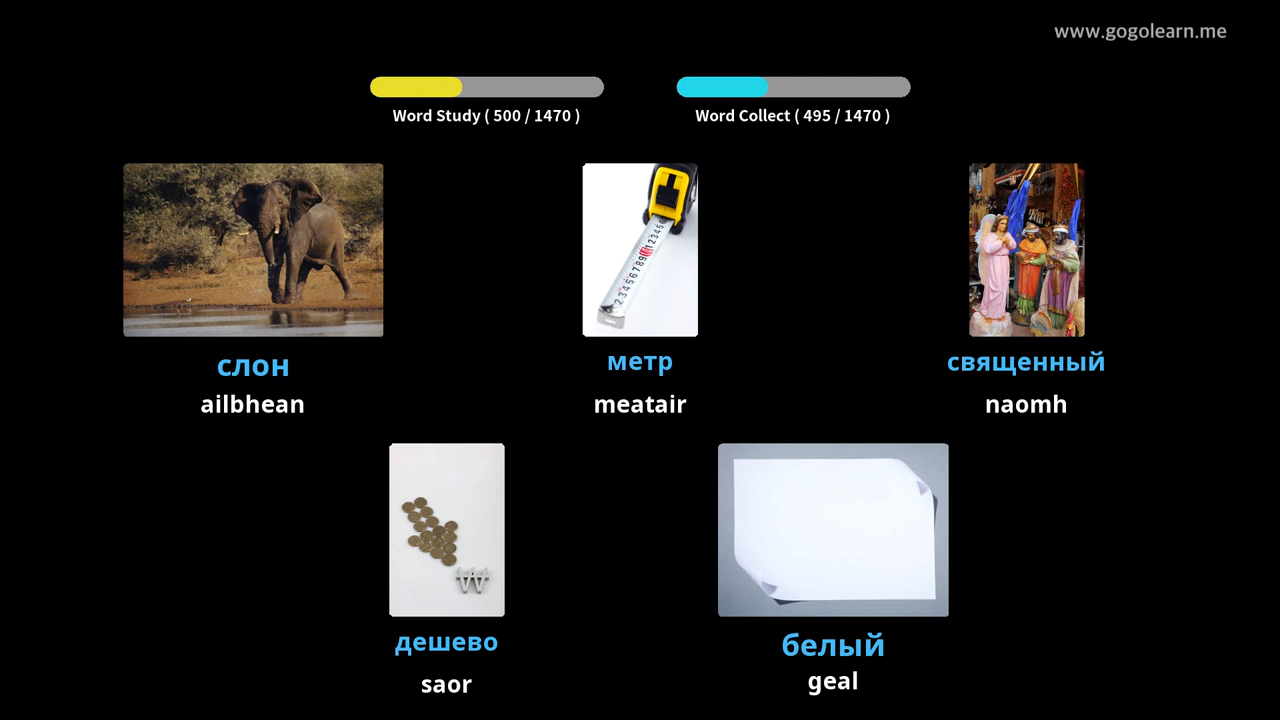 www.gogolearn.me
Word Study ( 500 / 1470 )
Word Collect ( 495 / 1470 )
слон
ailbhean
метр
meatair
священный
naomh
дешево
saor
белый
geal